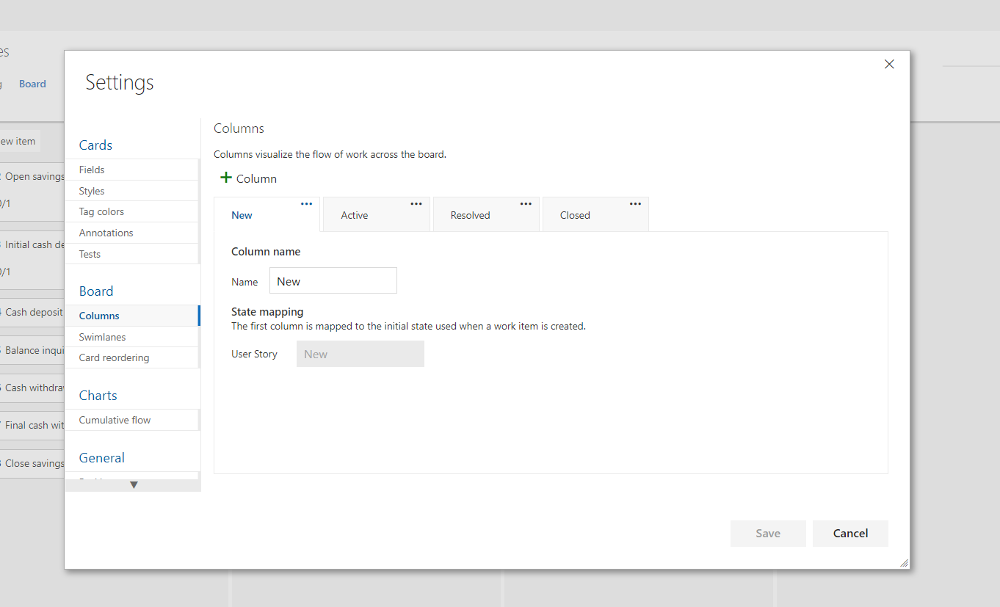 Board
ew item
Open savings
0/1
Initial cash de
0/1
Cash deposit
Balance inqui
Cash withdra
Final cash wit
Close savings
Settings
Cards
Fields
Styles
Tag colors
Annotations
Tests
Board
Columns
Swimlanes
Card reordering
Charts
Cumulative flow
General
Columns
Columns visualize the flow of work across the board.
+ Column
New
Active
Resolved
Closed
Column name
Name New
State mapping
The first column is mapped to the initial state used when a work item is created.
User Story New
Save Cancel